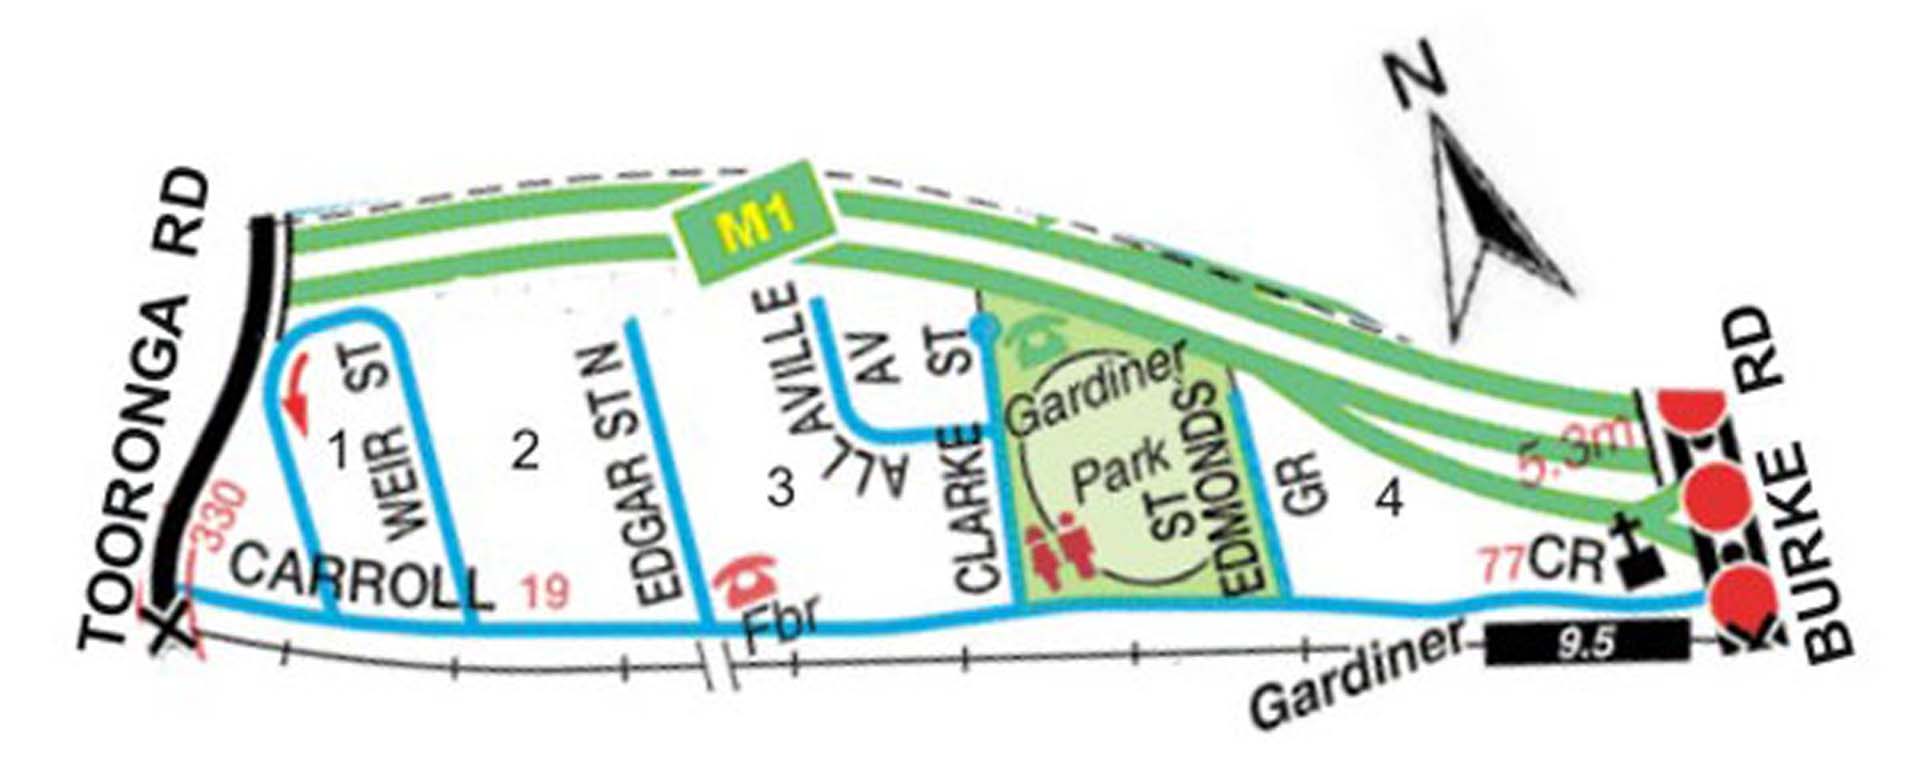 N
TOORONGA RD
M1
ALLAVILLE AV
WEIR ST
EDGAR ST N
CLARKE ST
Gardiner
Park
EDMONDS ST
GR
BURKE RD
1
2
3
4
5.3m
330
CARROLL
19
77
CR
Fbr
Gardiner
9.5